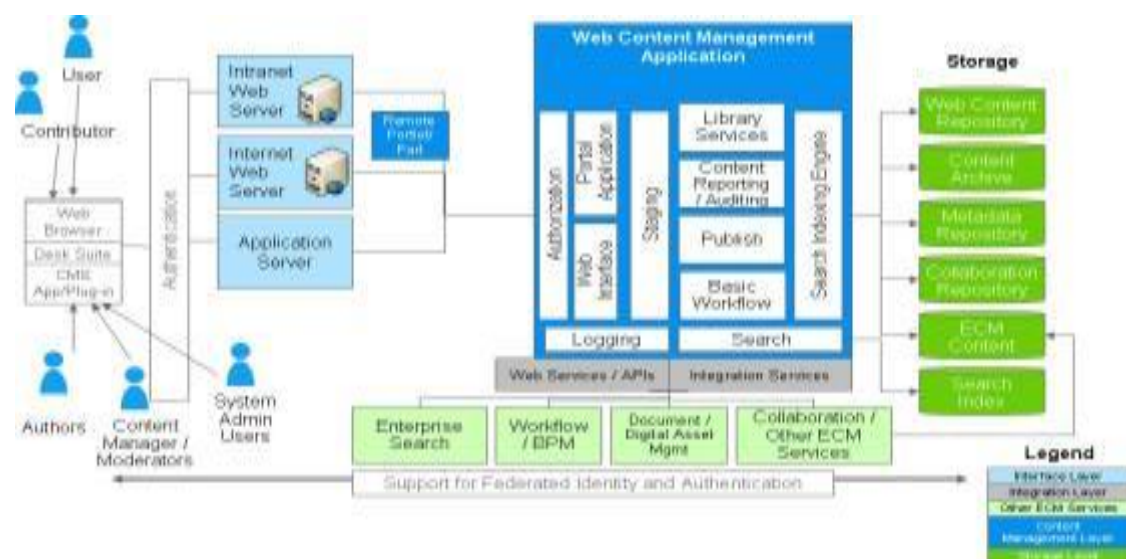 User
Contributor
Web
Browser
Desk Suite
CMS
App/Plug-in
Authors
Content
Manager /
Moderators
System
Admin
Users
Authentication
Intranet
Web
Server
Internet
Web
Server
Application
Server
Remote
Portal/
Web Content Management
Application
Authorization
Portal
Application
Web
Interface
Staging
Library
Services
Content
Reporting
/ Auditing
Publish
Basic
Workflow
Search Indexing Engine
Logging
Search
Web Services / APIs
Integration Services
Enterprise
Search
Workflow
/ BPM
Document /
Digital Asset
Mgmt
Collaboration /
Other ECM
Services
Support for Federated Identity and Authentication
Storage
Web Content
Repository
Content
Archive
Metadata
Repository
Collaboration
Repository
ECM
Content
Search
Index
Legend
Interface Layer
Integration Layer
Other ECM Services
Content
Management Layer